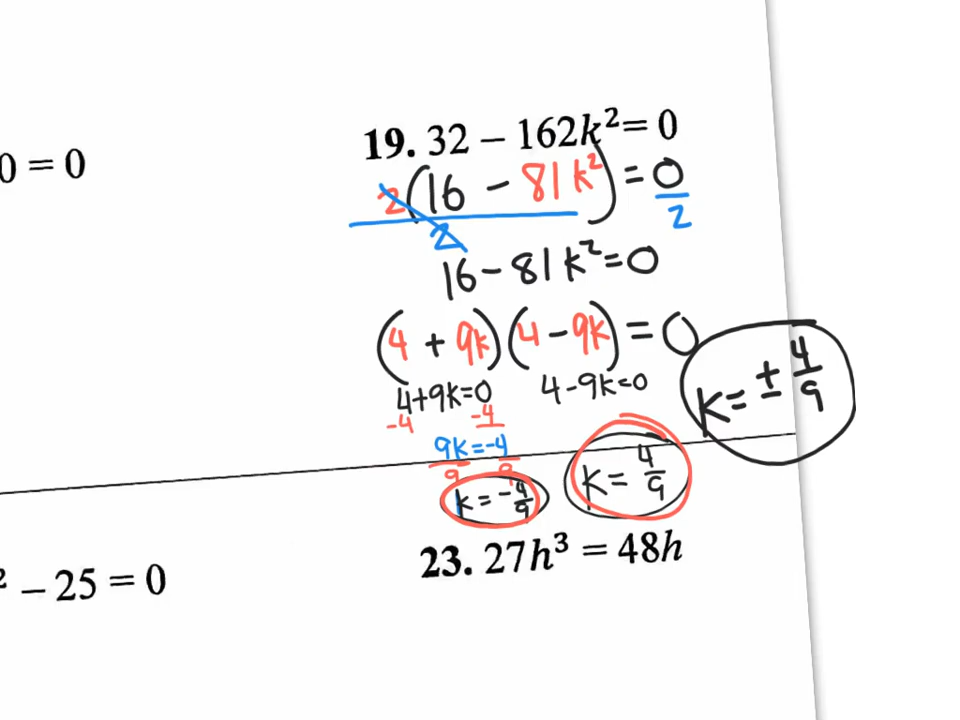 0 = 0
19. 32 – 162k² = 0
2(16 – 81k²) = 0
2 2
16 – 81k² = 0
(4 + 9k)(4 – 9k) = 0
k = ± 4/9
4+9k=0 4–9k=0
-4 -4
9k = -4
9 9
k = -4/9 k = 4/9
² – 25 = 0
23. 27h³ = 48h